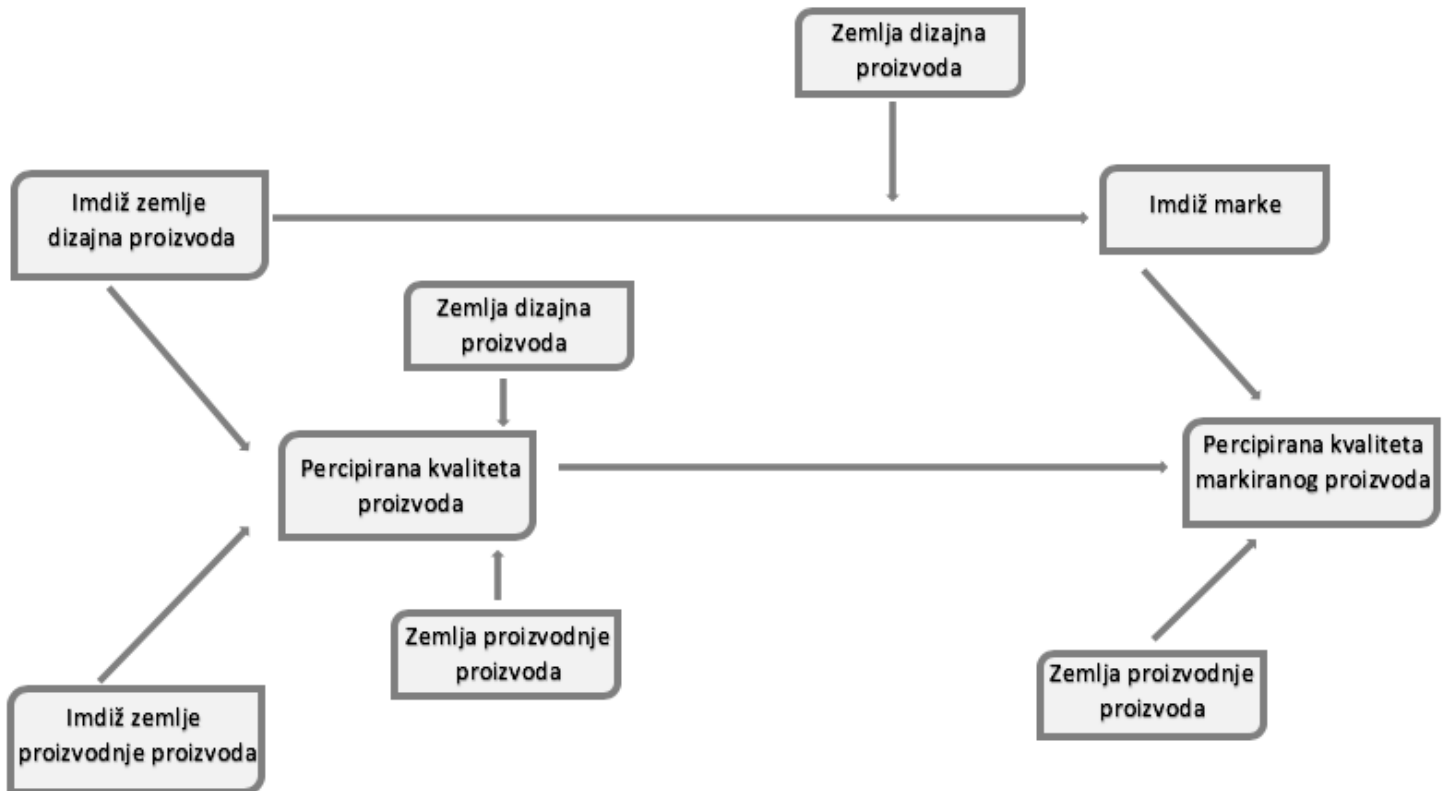 Zemlja dizajna
proizvoda
Imdiž zemlje
dizajna proizvoda
Imdiž marke
Zemlja dizajna
proizvoda
Percipirana kvaliteta
proizvoda
Percipirana kvaliteta
markiranog proizvoda
Zemlja proizvodnje
proizvoda
Zemlja proizvodnje
proizvoda
Imdiž zemlje
proizvodnje proizvoda